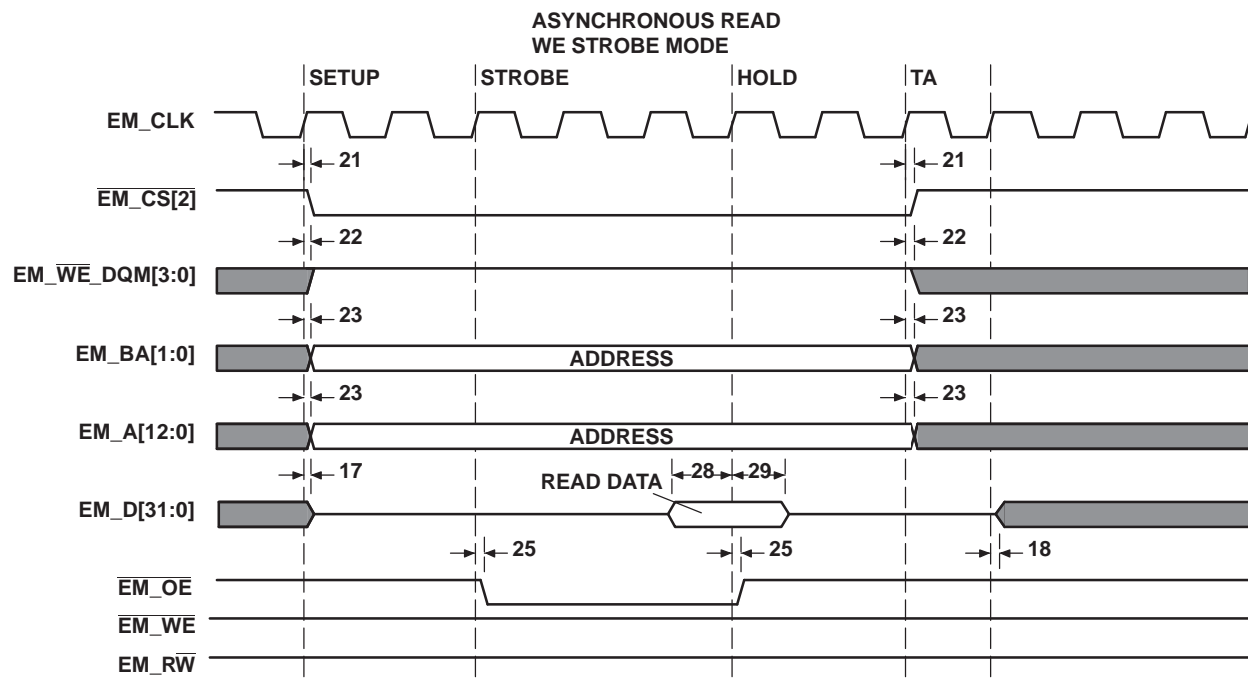 ASYNCHRONOUS READ
WE STROBE MODE
SETUP STROBE HOLD TA
EM_CLK
21 21
EM_CS[2]
22 22
EM_WE_DQM[3:0]
23 23
EM_BA[1:0] ADDRESS
23 23
EM_A[12:0] ADDRESS
17 28 29
READ DATA
EM_D[31:0]
25 25 18
EM_OE
EM_WE
EM_RW